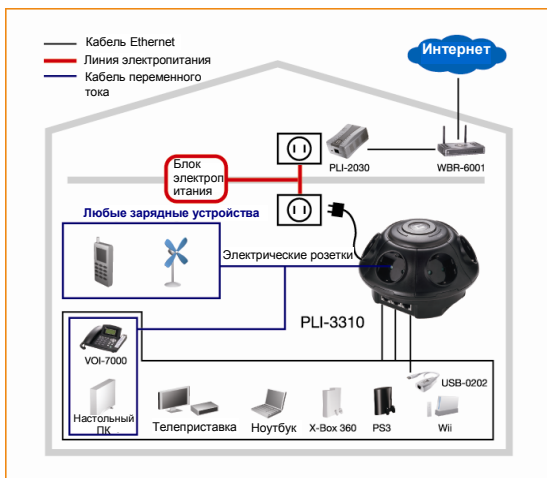 Кабель Ethernet
Линия электропитания
Кабель переменного
тока
Интернет
PLI-2030
WBR-6001
Блок
электроп
итания
Любые зарядные устройства
Электрические розетки
PLI-3310
VOI-7000
USB-0202
Настольный
ПК
Телеприставка
Ноутбук
X-Box 360
PS3
Wii